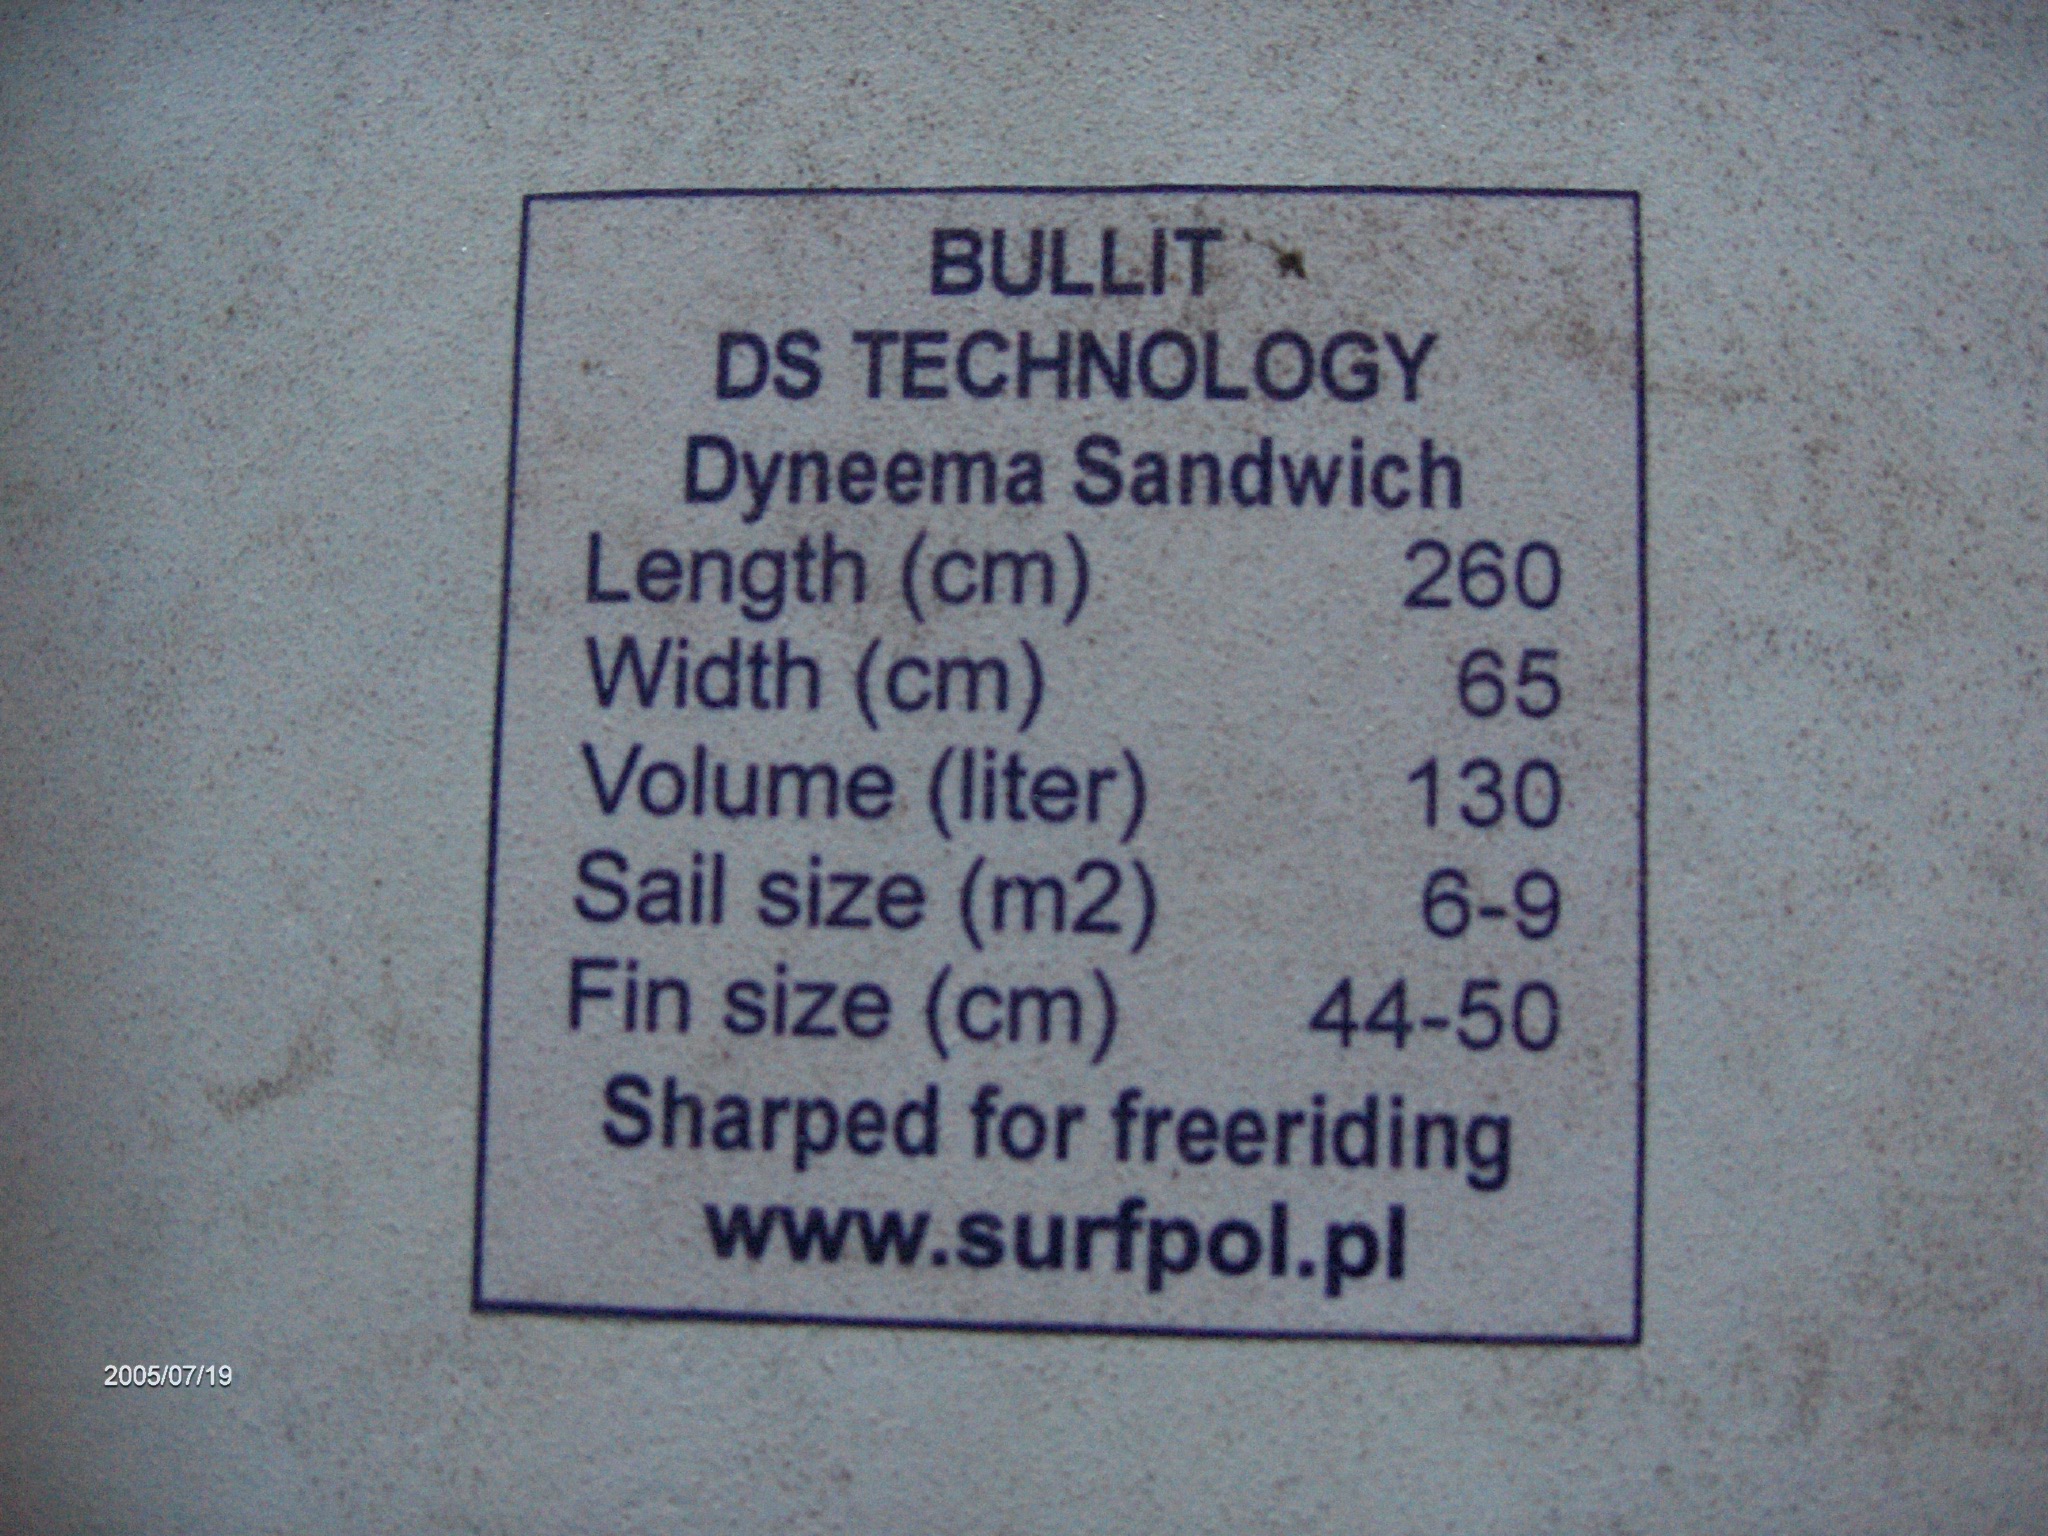 BULLIT
DS TECHNOLOGY
Dyneema Sandwich
Length (cm) 260
Width (cm) 65
Volume (liter) 130
Sail size (m2) 6-9
Fin size (cm) 44-50
Sharped for freeriding
www.surfpol.pl
2005/07/19